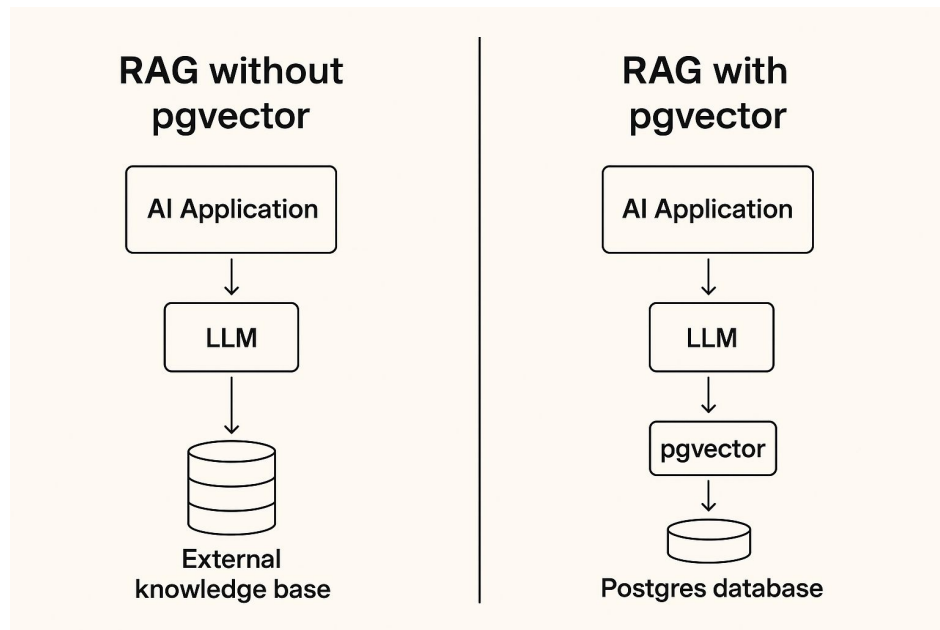 RAG without
pgvector
AI Application
LLM
External
knowledge base
RAG with
pgvector
AI Application
LLM
pgvector
Postgres database